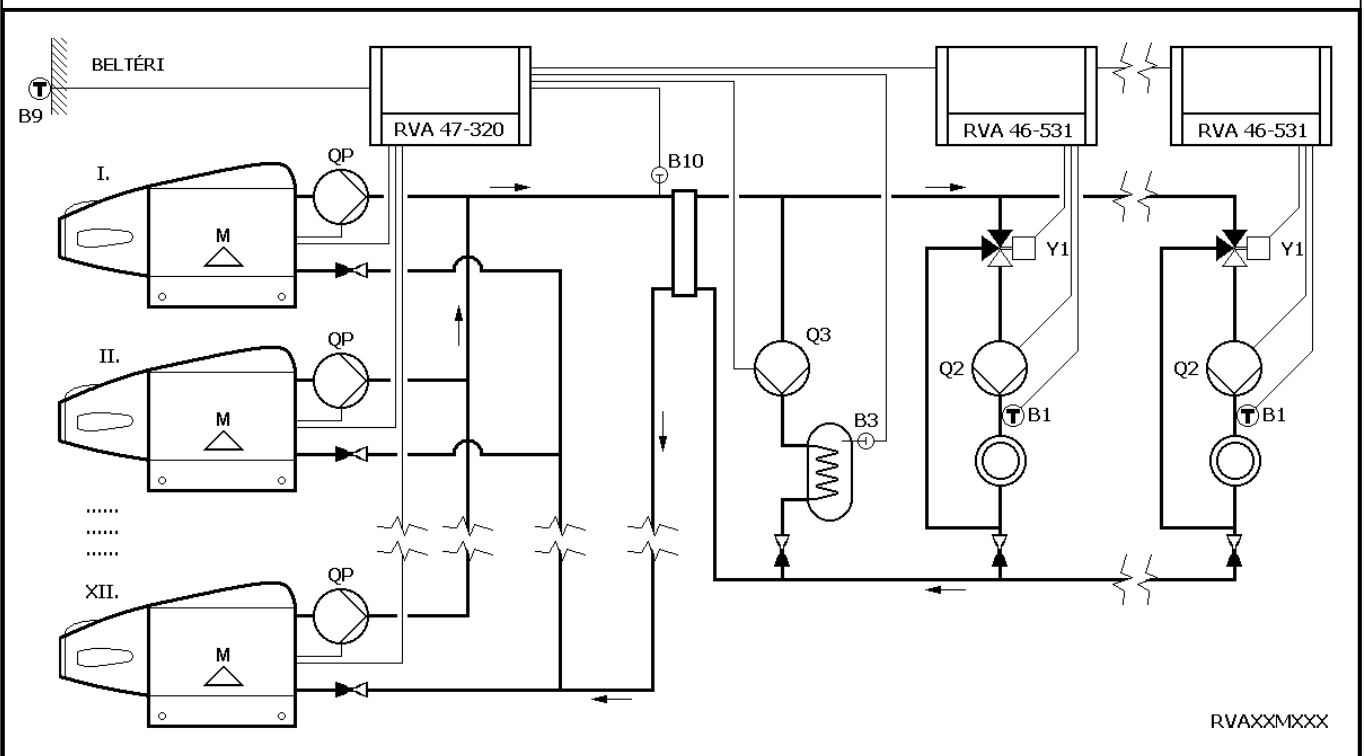 BELTÉRI
T
B9
RVA 47-320
RVA 46-531
RVA 46-531
I.
QP
M
B10
T
Y1
Y1
II.
QP
M
Q3
Q2
Q2
T B1
T B1
B3
T
......
......
......
XII.
QP
M
RVAXXMXXX